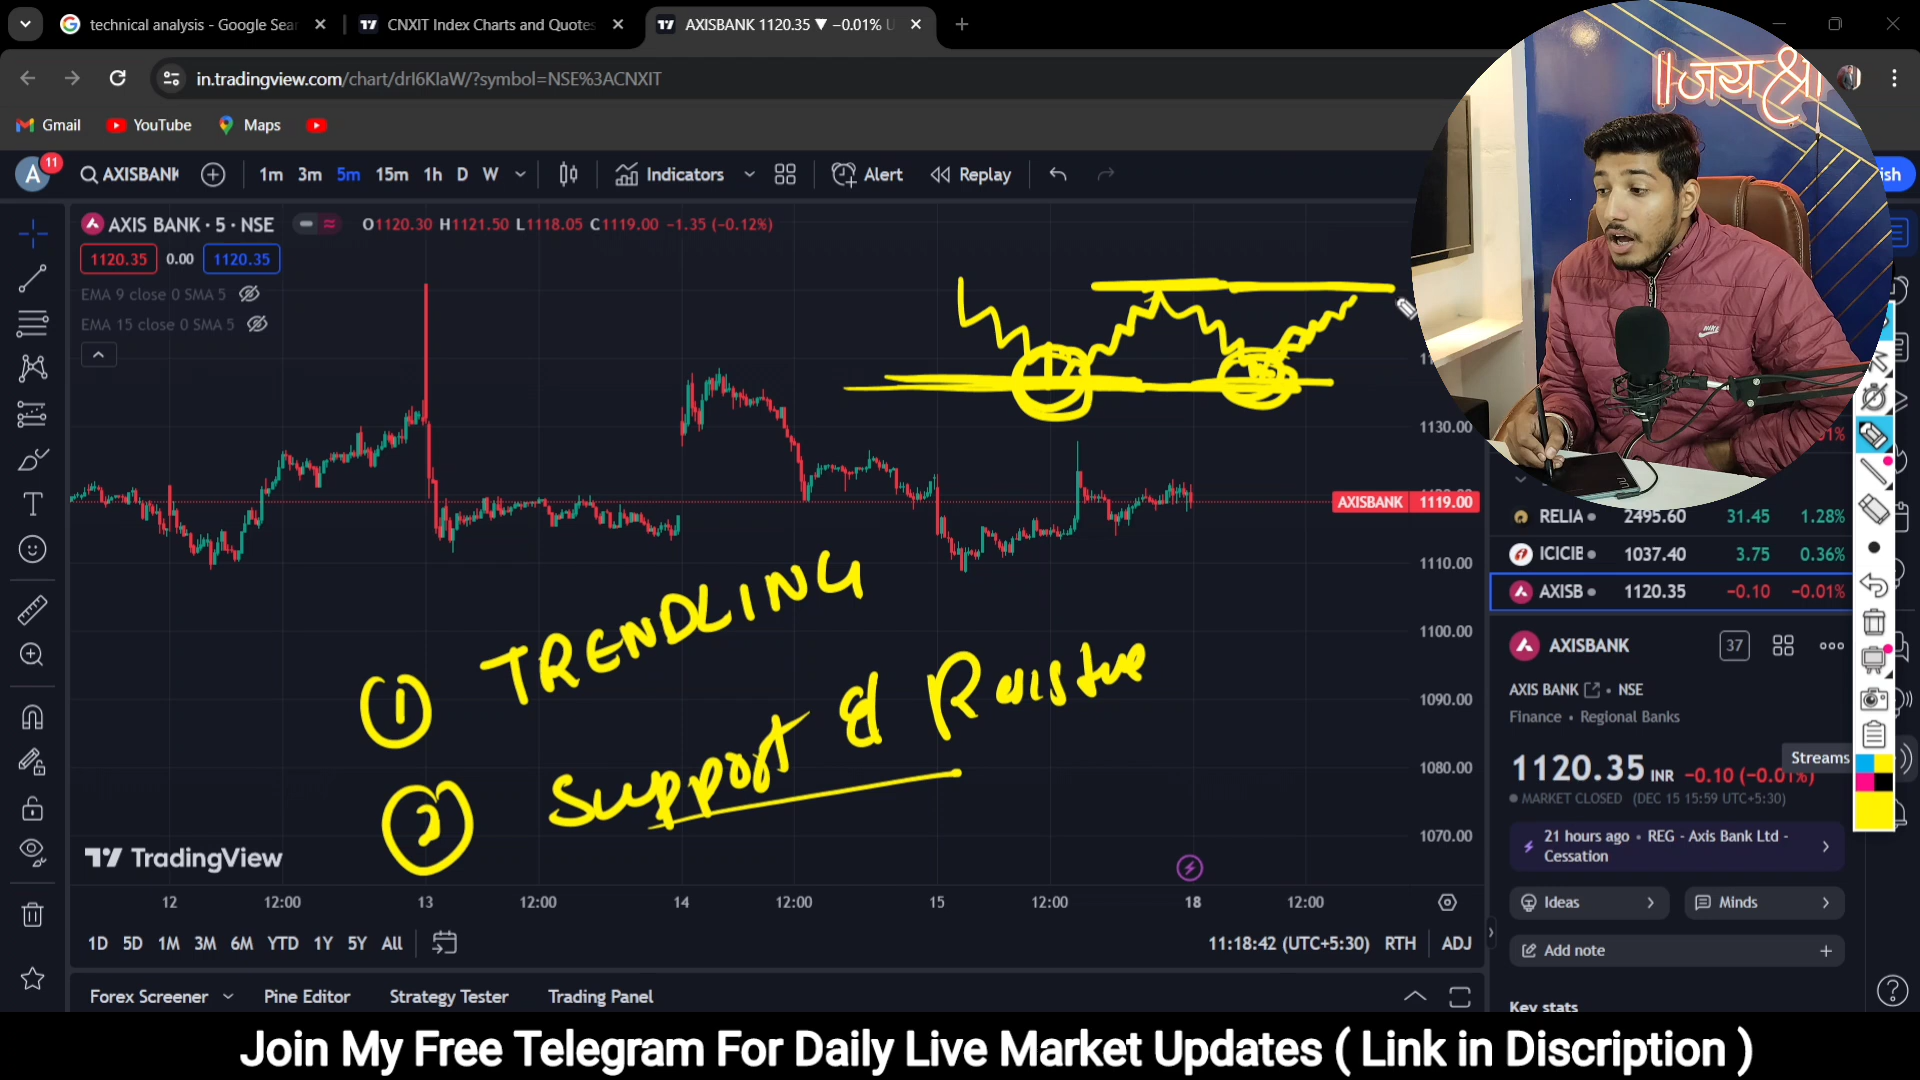 technical analysis - Google Sear
CNXIT Index Charts and Quotes
AXISBANK 1120.35 ▼ −0.01% U
in.tradingview.com/chart/drI6KIaW/?symbol=NSE%3ACNXIT
Gmail YouTube Maps
॥जय श्री
A 11 AXISBANK 1m 3m 5m 15m 1h D W Indicators Alert Replay
ish
AXIS BANK · 5 · NSE O1120.30 H1121.50 L1118.05 C1119.00 −1.35 (−0.12%)
1120.35 0.00 1120.35
EMA 9 close 0 SMA 5
EMA 15 close 0 SMA 5
1130.00
AXISBANK 1119.00
1110.00
1100.00
1090.00
1080.00
1070.00
① TRENDLING
② Support &
TradingView
12 12:00 13 12:00 14 12:00 15 12:00 18 12:00
1D 5D 1M 3M 6M YTD 1Y 5Y All
11:18:42 (UTC+5:30) RTH ADJ
Forex Screener Pine Editor Strategy Tester Trading Panel
RELIA 2495.60 31.45 1.28%
ICICIB 1037.40 3.75 0.36%
AXISB 1120.35 −0.10 −0.01%
AXISBANK 37
AXIS BANK • NSE
Finance • Regional Banks
Streams
1120.35 INR −0.10 (−0.01%)
MARKET CLOSED (DEC 15 15:59 UTC+5:30)
21 hours ago • REG - Axis Bank Ltd -
Cessation
Ideas Minds
Add note
Key stats
Join My Free Telegram For Daily Live Market Updates ( Link in Discription )